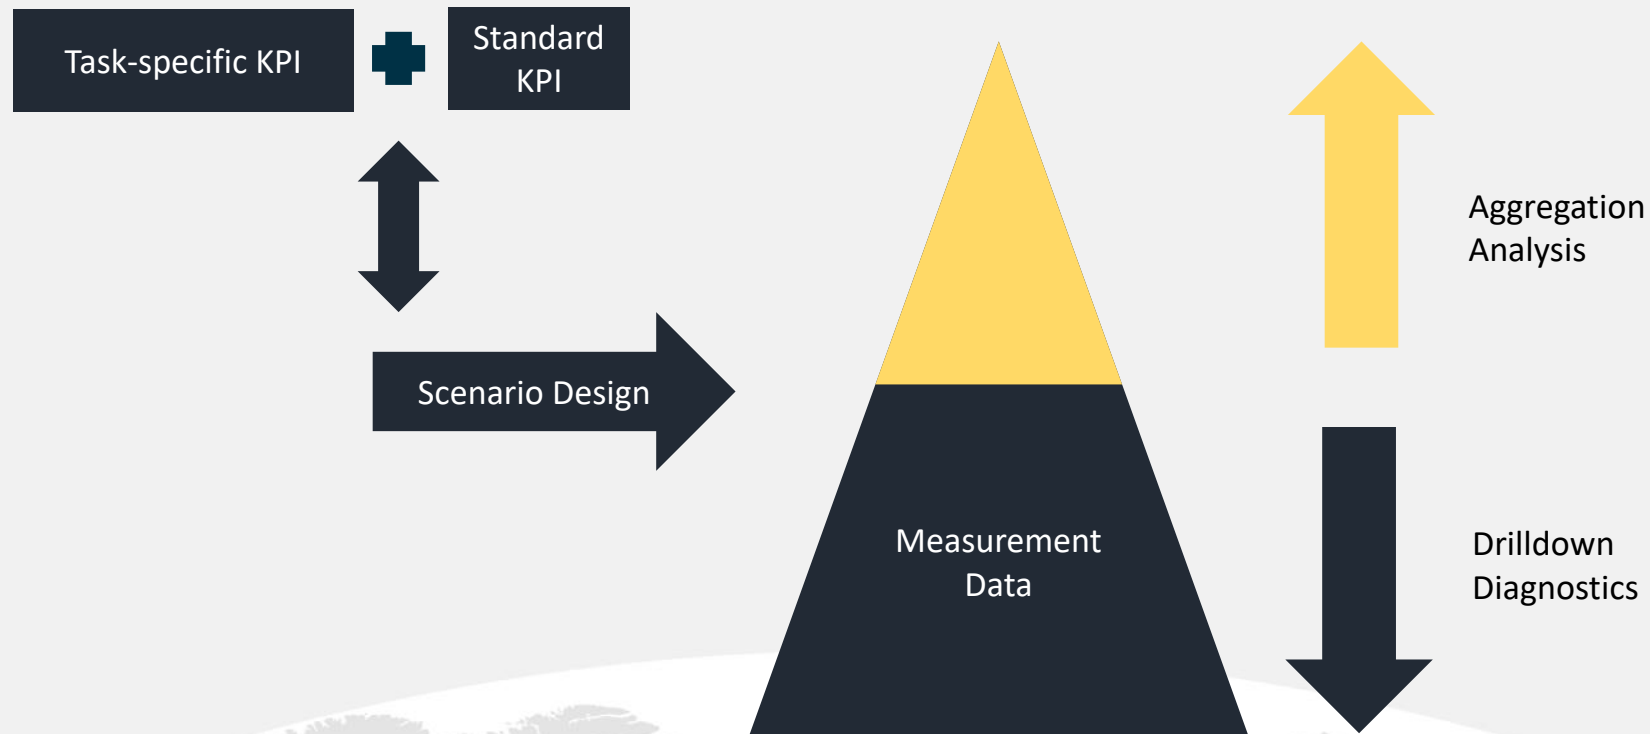 Task-specific KPI
Standard
KPI
Scenario Design
Measurement
Data
Aggregation
Analysis
Drilldown
Diagnostics